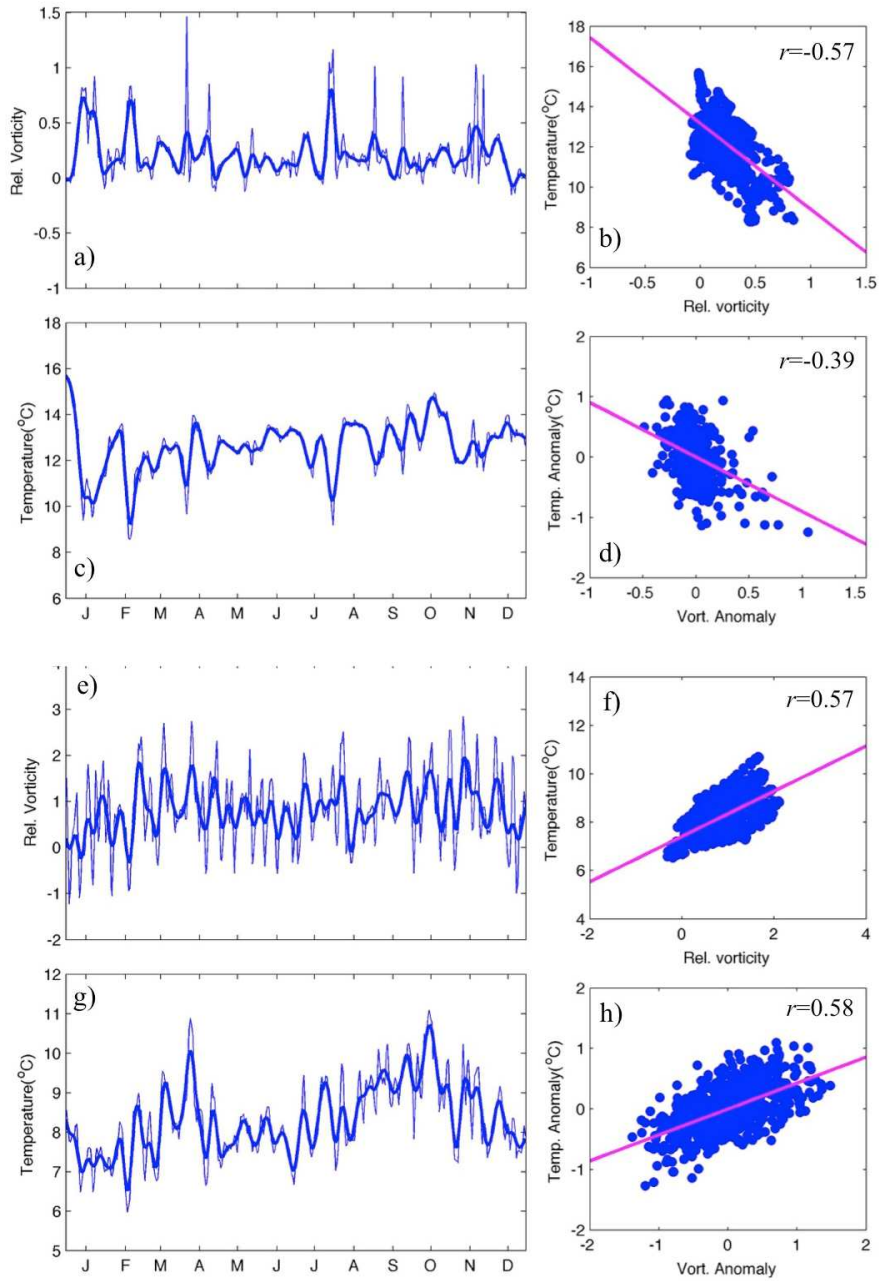 1.5
1
0.5
0
-0.5
-1
Rel. Vorticity
a)
18
16
14
12
10
8
6
Temperature(°C)
r=-0.57
b)
-1 -0.5 0 0.5 1 1.5
Rel. vorticity
18
16
14
12
10
8
6
Temperature(°C)
c)
J F M A M J J A S O N D
2
1
0
-1
-2
Temp. Anomaly(°C)
r=-0.39
d)
-1 -0.5 0 0.5 1 1.5
Vort. Anomaly
3
2
1
0
-1
-2
Rel. Vorticity
e)
14
12
10
8
6
4
Temperature(°C)
f)
r=0.57
-2 0 2 4
Rel. vorticity
12
11
10
9
8
7
6
5
Temperature(°C)
g)
J F M A M J J A S O N D
2
1
0
-1
-2
Temp. Anomaly(°C)
h)
r=0.58
-2 -1 0 1 2
Vort. Anomaly